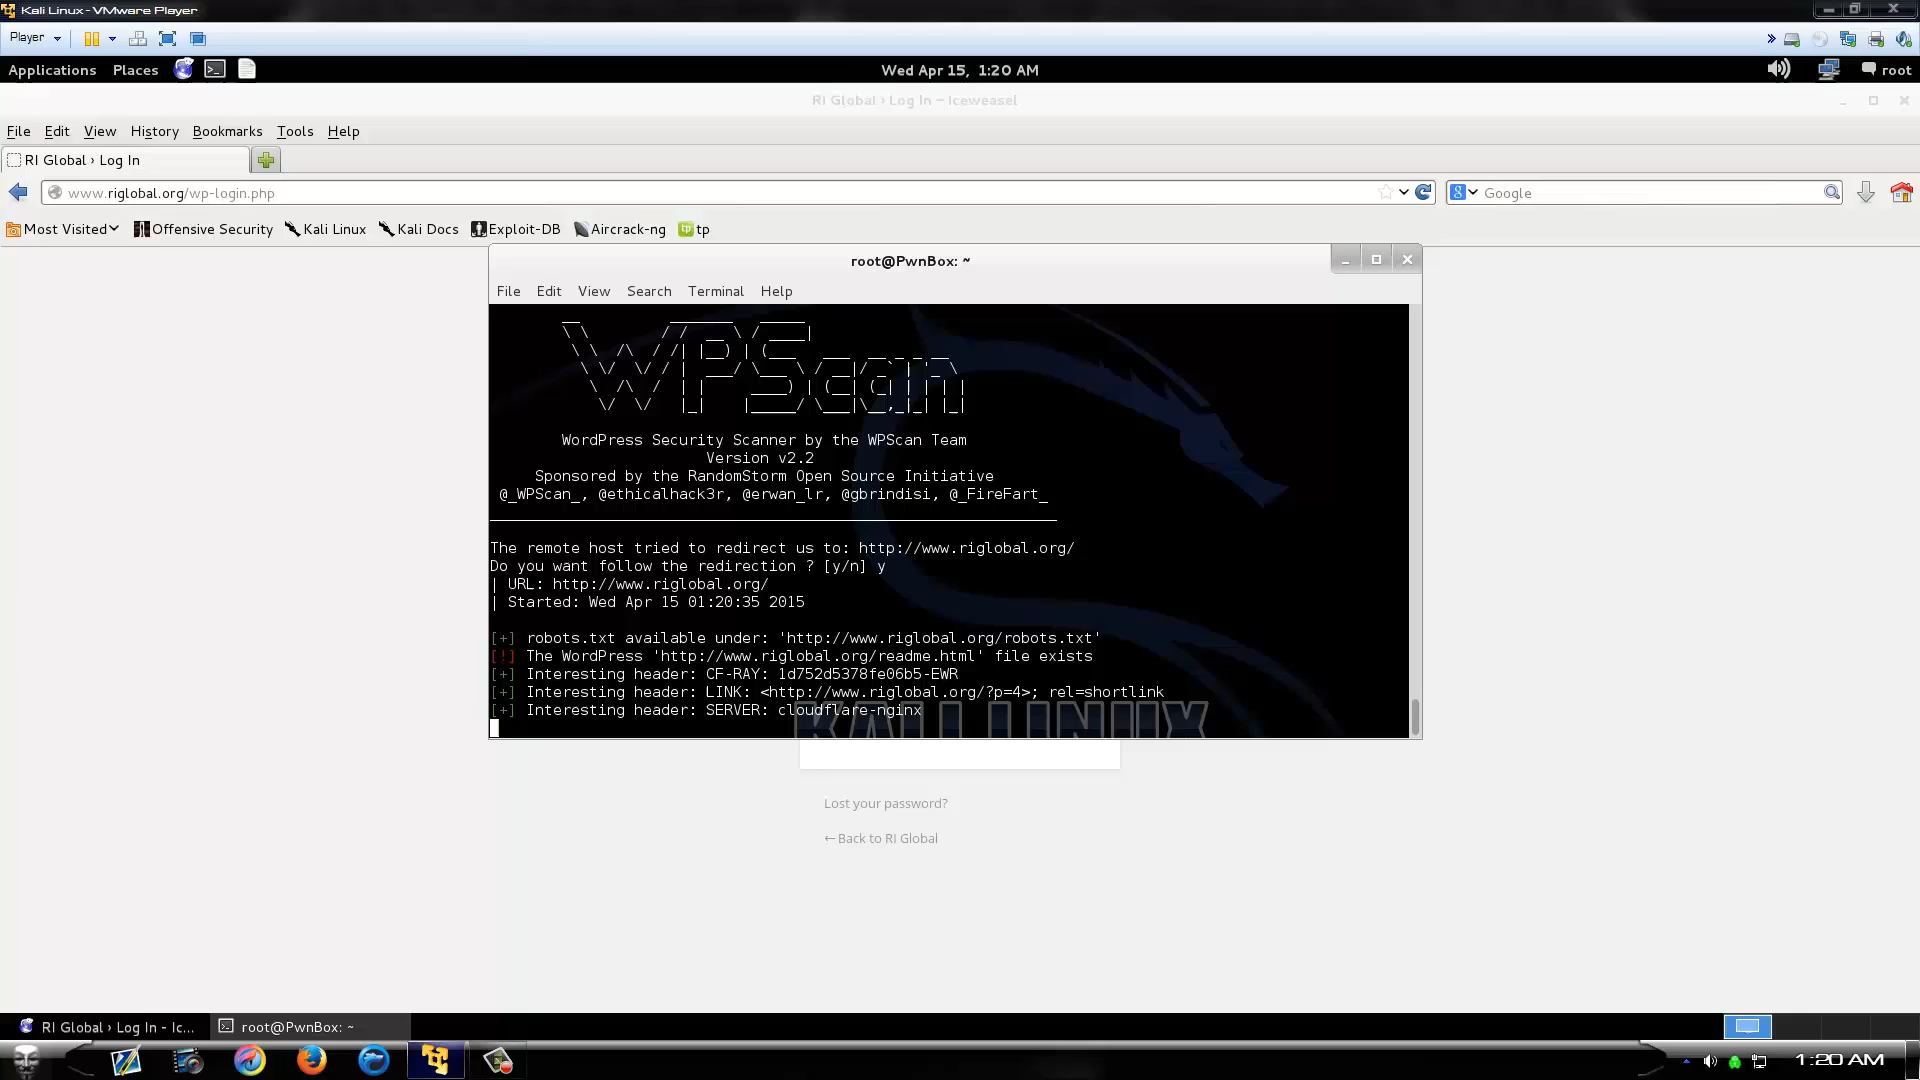 Kali Linux - VMware Player
Player
Applications Places
Wed Apr 15, 1:20 AM
root
RI Global › Log In - Iceweasel
File Edit View History Bookmarks Tools Help
RI Global › Log In
www.riglobal.org/wp-login.php
Google
Most Visited Offensive Security Kali Linux Kali Docs Exploit-DB Aircrack-ng tp
root@PwnBox: ~
File Edit View Search Terminal Help
WPScan
WordPress Security Scanner by the WPScan Team
Version v2.2
Sponsored by the RandomStorm Open Source Initiative
@_WPScan_, @ethicalhack3r, @erwan_lr, @gbrindisi, @_FireFart_
The remote host tried to redirect us to: http://www.riglobal.org/
Do you want follow the redirection ? [y/n] y
| URL: http://www.riglobal.org/
| Started: Wed Apr 15 01:20:35 2015
[+] robots.txt available under: 'http://www.riglobal.org/robots.txt'
[!] The WordPress 'http://www.riglobal.org/readme.html' file exists
[+] Interesting header: CF-RAY: 1d752d5378fe06b5-EWR
[+] Interesting header: LINK: <http://www.riglobal.org/?p=4>; rel=shortlink
[+] Interesting header: SERVER: cloudflare-nginx
KALI LINUX
Lost your password?
← Back to RI Global
RI Global › Log In - Ic...
root@PwnBox: ~
1:20 AM